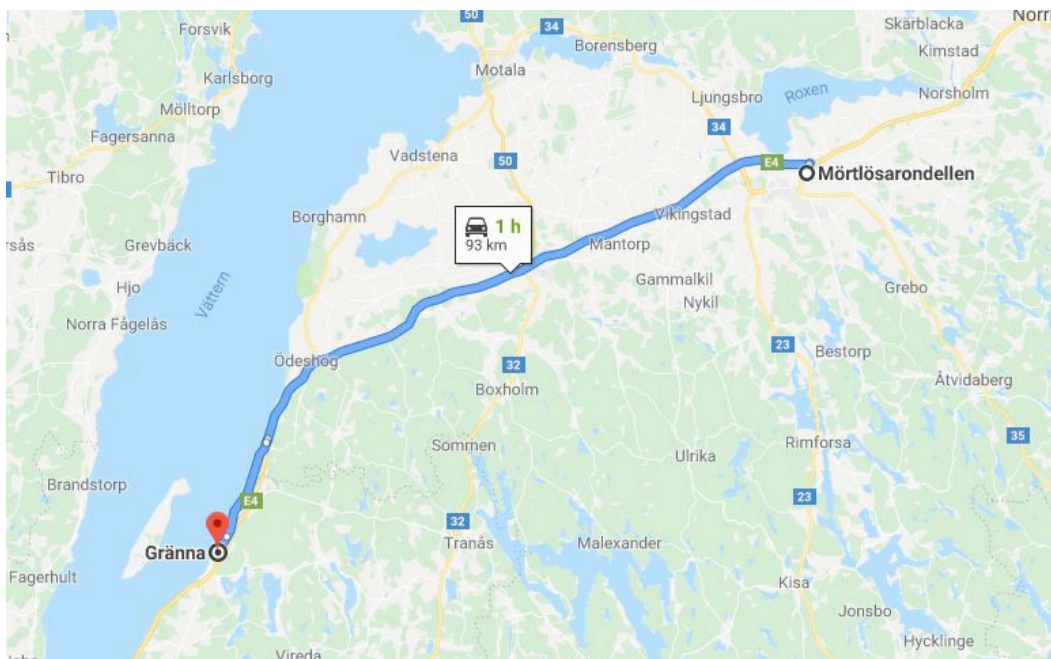 50
Norr
Skärblacka
Forsvik
34
Borensberg
Kimstad
Karlsborg
Motala
Mölltorp
Ljungsbro
Roxen
Norsholm
Fagersanna
34
Vadstena
50
E4
Mörtlösarondellen
Tibro
Borghamn
Vikingstad
1 h
93 km
Mantorp
Grevbäck
Gammalkil
Grebo
Hjo
Vättern
Nykil
Norra Fågelås
23
Bestorp
Ödeshög
32
Boxholm
Åtvidaberg
Sommen
Rimforsa
35
Ulrika
Brandstorp
E4
23
32
Gränna
Tranås
Malexander
Fagerhult
Kisa
Jonsbo
Hycklinge
Vireda